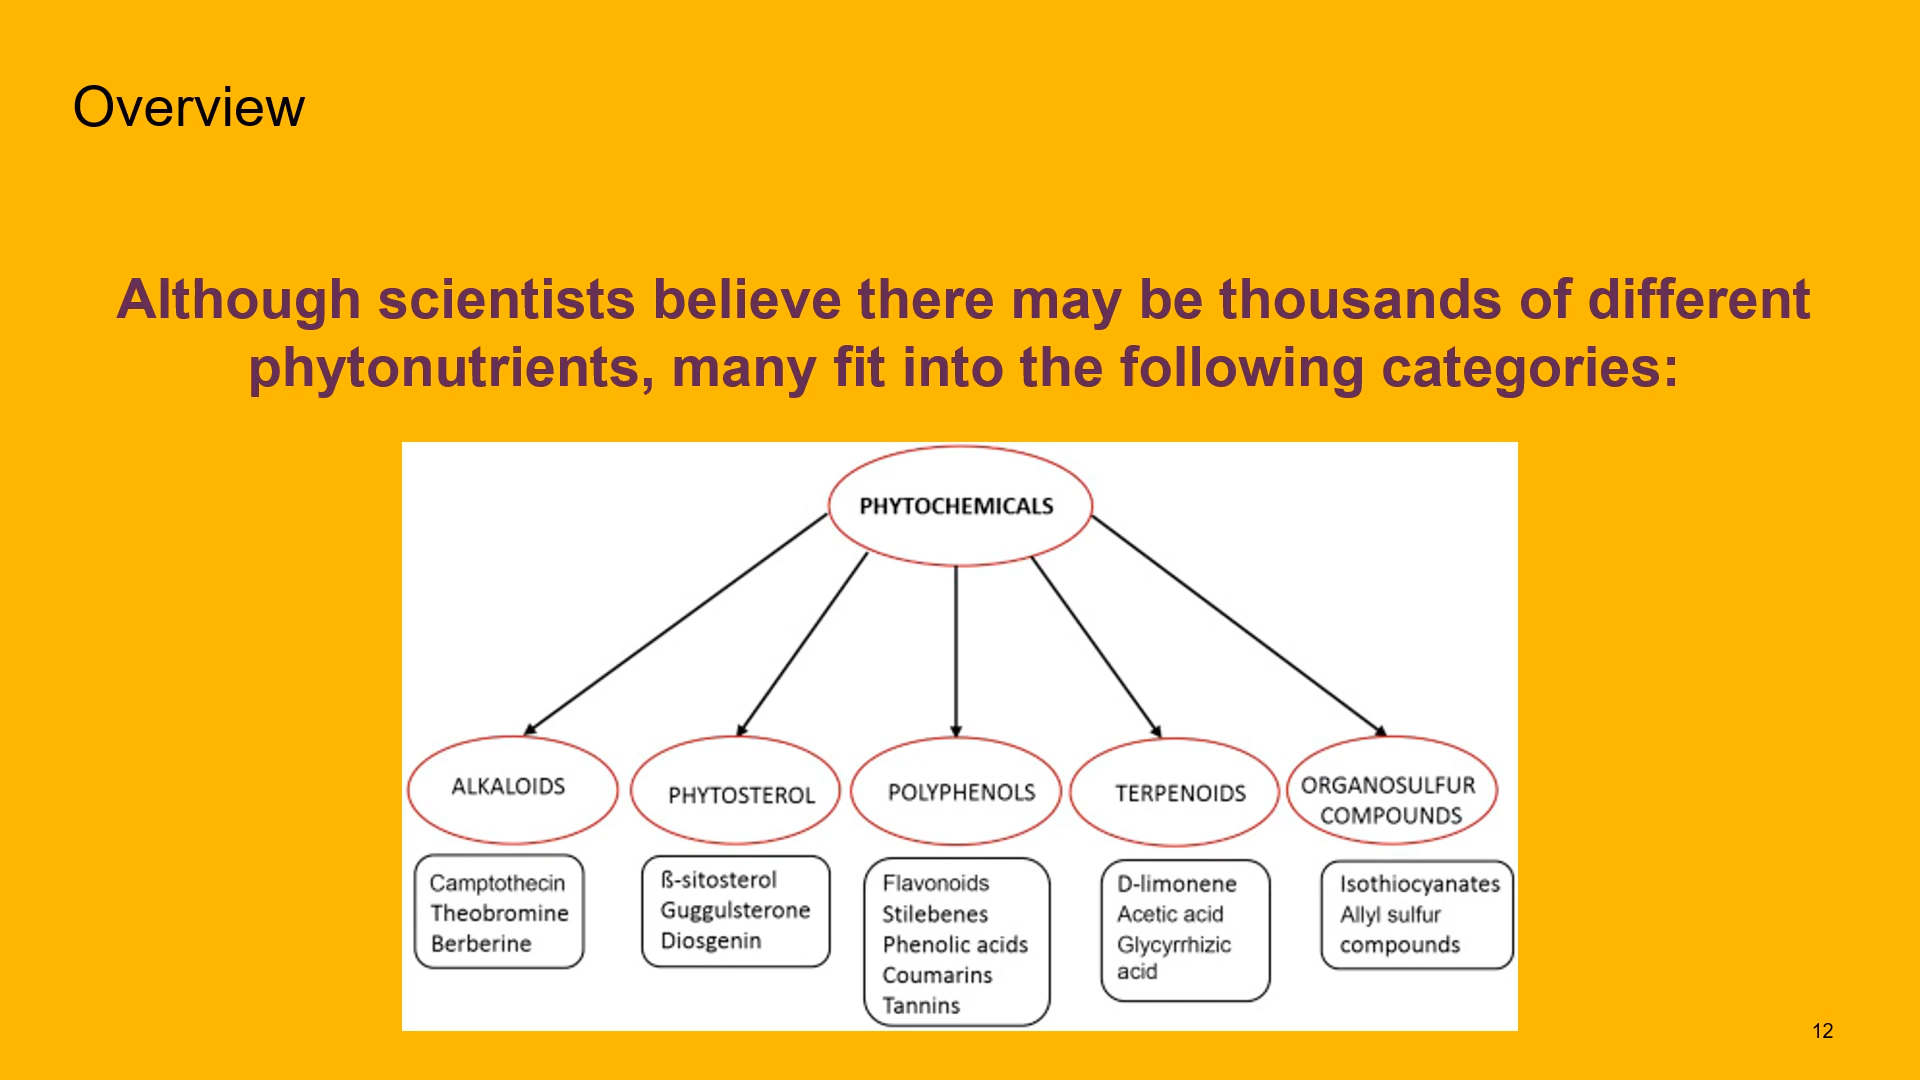 Overview
Although scientists believe there may be thousands of different
phytonutrients, many fit into the following categories:
PHYTOCHEMICALS
ALKALOIDS
PHYTOSTEROL
POLYPHENOLS
TERPENOIDS
ORGANOSULFUR
COMPOUNDS
Camptothecin
Theobromine
Berberine
ß-sitosterol
Guggulsterone
Diosgenin
Flavonoids
Stilebenes
Phenolic acids
Coumarins
Tannins
D-limonene
Acetic acid
Glycyrrhizic
acid
Isothiocyanates
Allyl sulfur
compounds
12